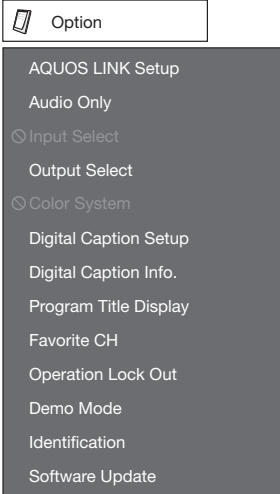 Option
AQUOS LINK Setup
Audio Only
Input Select
Output Select
Color System
Digital Caption Setup
Digital Caption Info.
Program Title Display
Favorite CH
Operation Lock Out
Demo Mode
Identification
Software Update